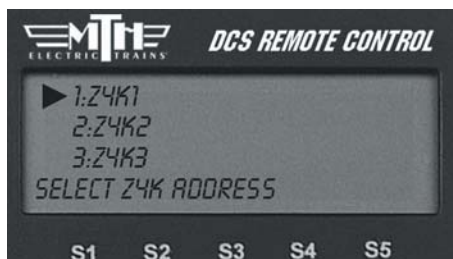 MTH
ELECTRIC TRAINS
DCS REMOTE CONTROL
1:Z4K1
2:Z4K2
3:Z4K3
SELECT Z4K ADDRESS
S1 S2 S3 S4 S5